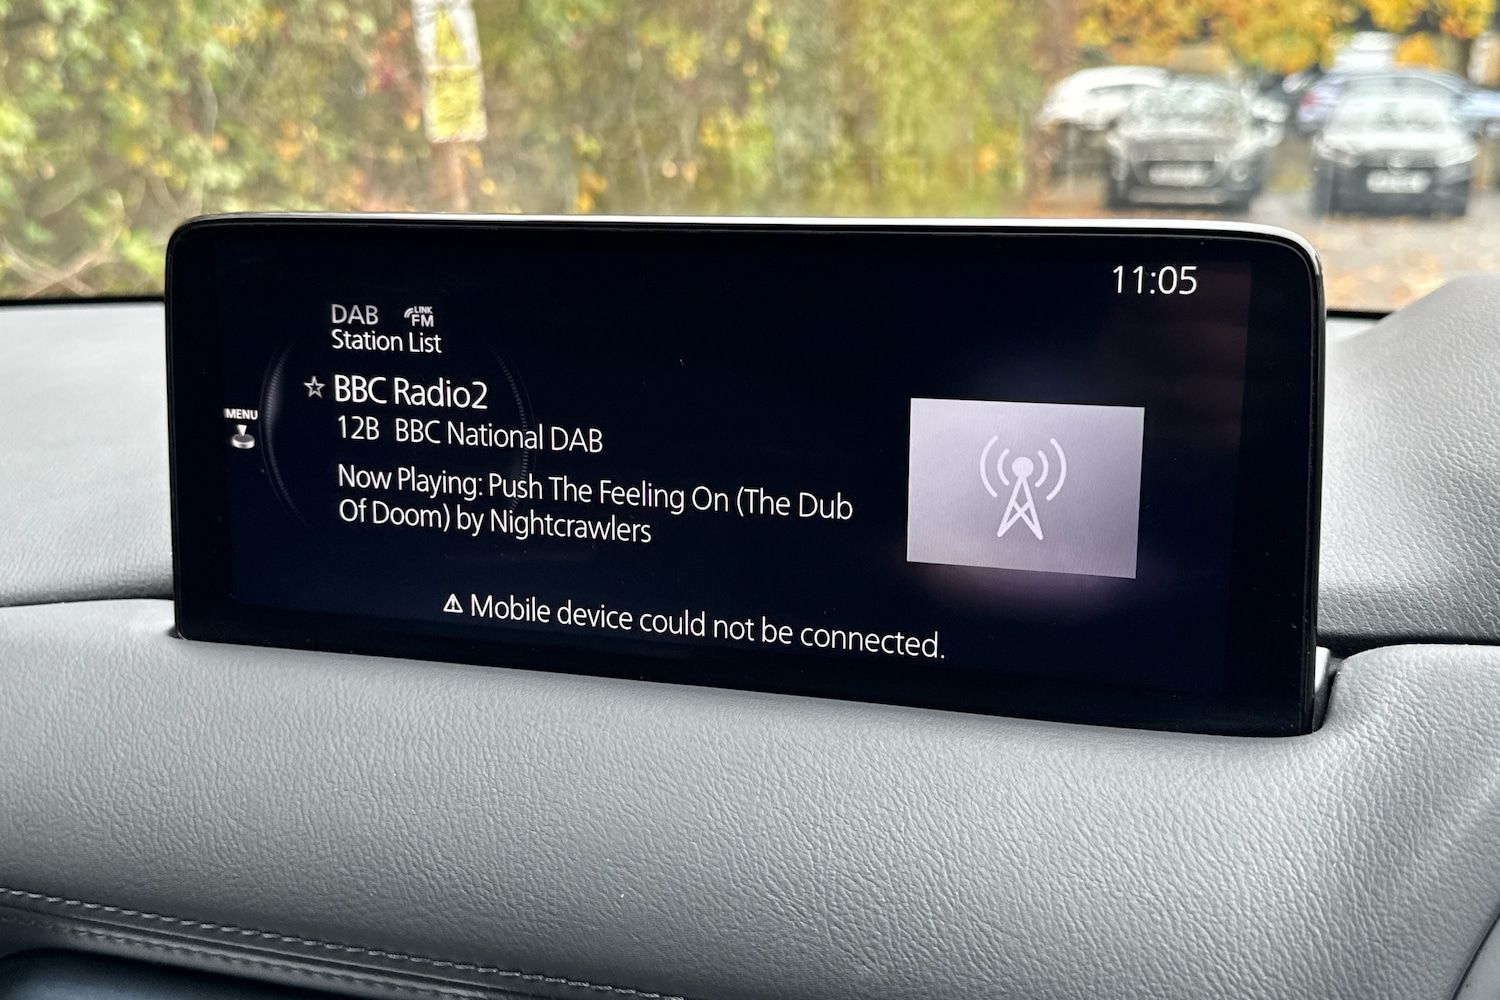 11:05
DAB LINK FM
Station List
☆ BBC Radio2
MENU
12B BBC National DAB
Now Playing: Push The Feeling On (The Dub
Of Doom) by Nightcrawlers
⚠ Mobile device could not be connected.